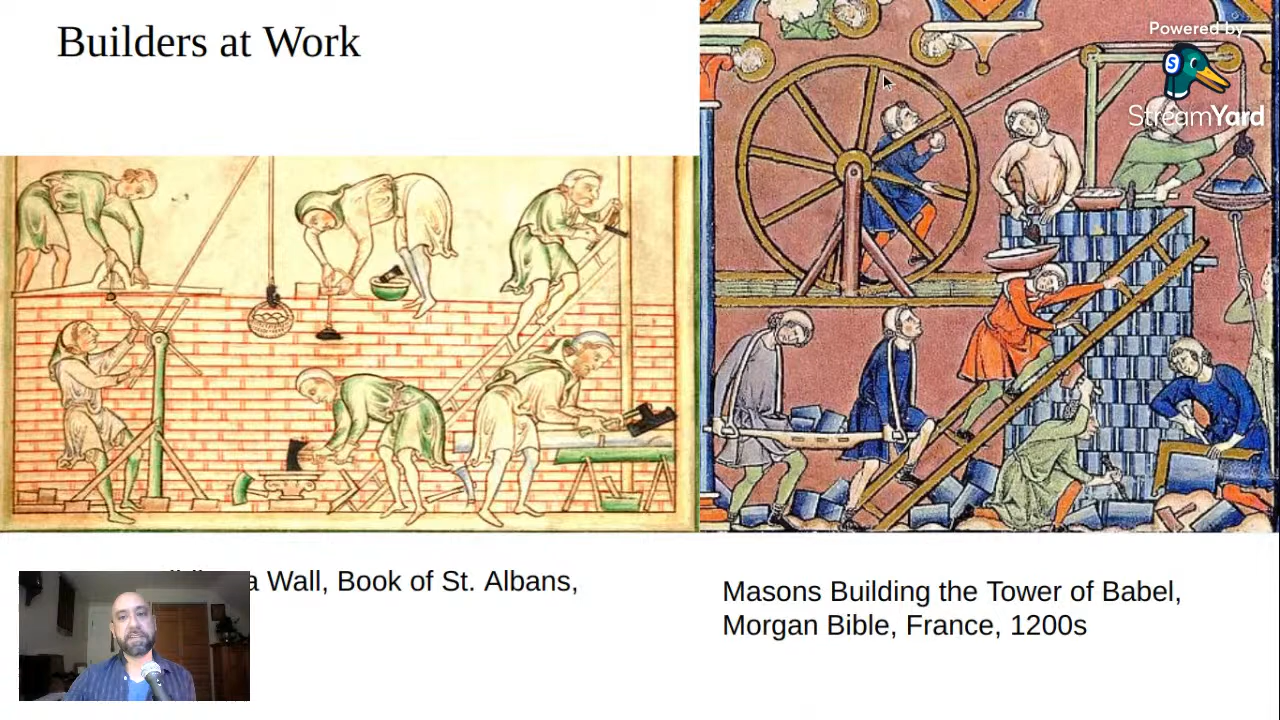 Builders at Work
Powered by
StreamYard
a Wall, Book of St. Albans,
Masons Building the Tower of Babel,
Morgan Bible, France, 1200s